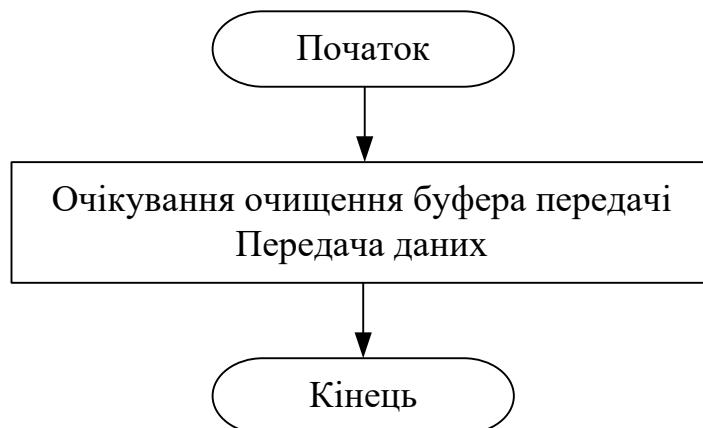 Початок
Очікування очищення буфера передачі
Передача даних
Кінець